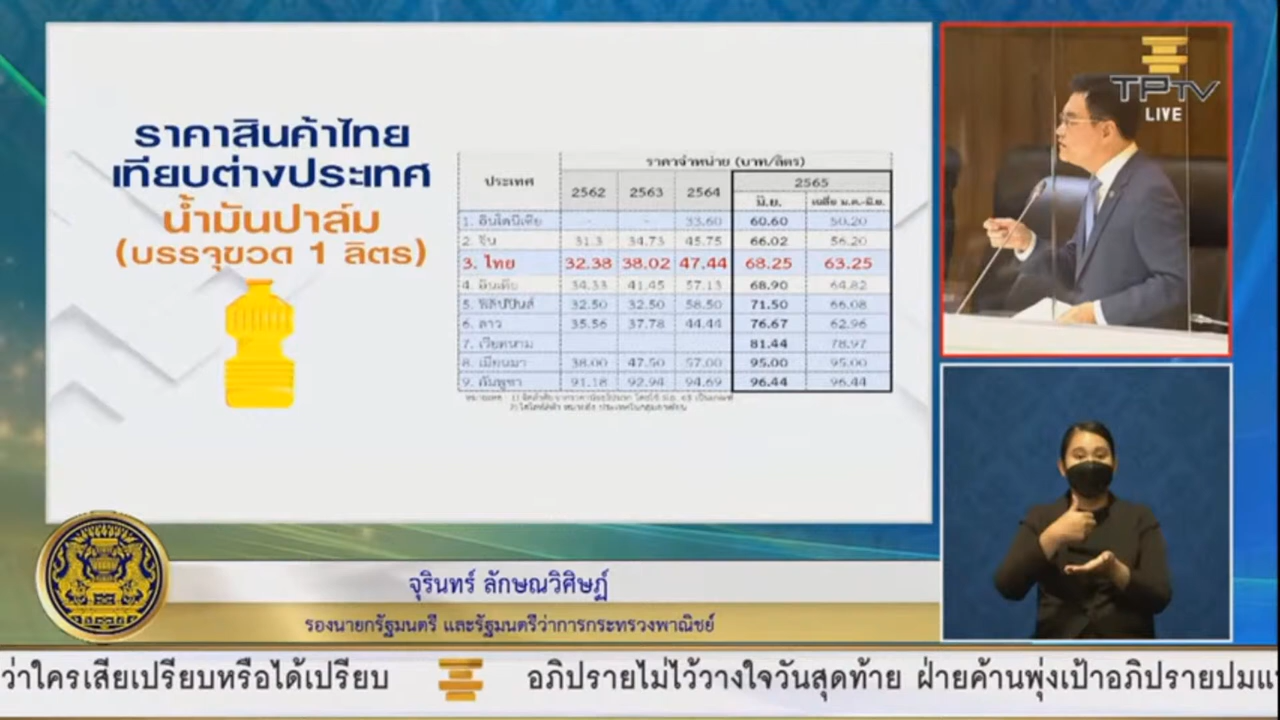 ราคาสินค้าไทย
เทียบต่างประเทศ
น้ำมันปาล์ม
(บรรจุขวด 1 ลิตร)
ประเทศ ราคาจำหน่าย (บาท/ลิตร)
2562 2563 2564 2565
มิ.ย. เฉลี่ย ม.ค.-มิ.ย.
1. อินโดนีเซีย - - 33.60 60.60 50.20
2. จีน 31.3 34.73 45.75 66.02 56.20
3. ไทย 32.38 38.02 47.44 68.25 63.25
4. อินเดีย 34.33 41.45 57.13 68.90 64.82
5. ฟิลิปปินส์ 32.50 32.50 58.50 71.50 66.08
6. ลาว 35.56 37.78 44.44 76.67 62.96
7. เวียดนาม 81.44 78.97
8. เมียนมา 38.00 47.50 57.00 95.00 95.00
9. กัมพูชา 91.18 92.94 94.69 96.44 96.44
TPTV
LIVE
จุรินทร์ ลักษณวิศิษฏ์
รองนายกรัฐมนตรี และรัฐมนตรีว่าการกระทรวงพาณิชย์
ว่าใครเสียเปรียบหรือได้เปรียบ อภิปรายไม่ไว้วางใจวันสุดท้าย ฝ่ายค้านพุ่งเป้าอภิปรายปม